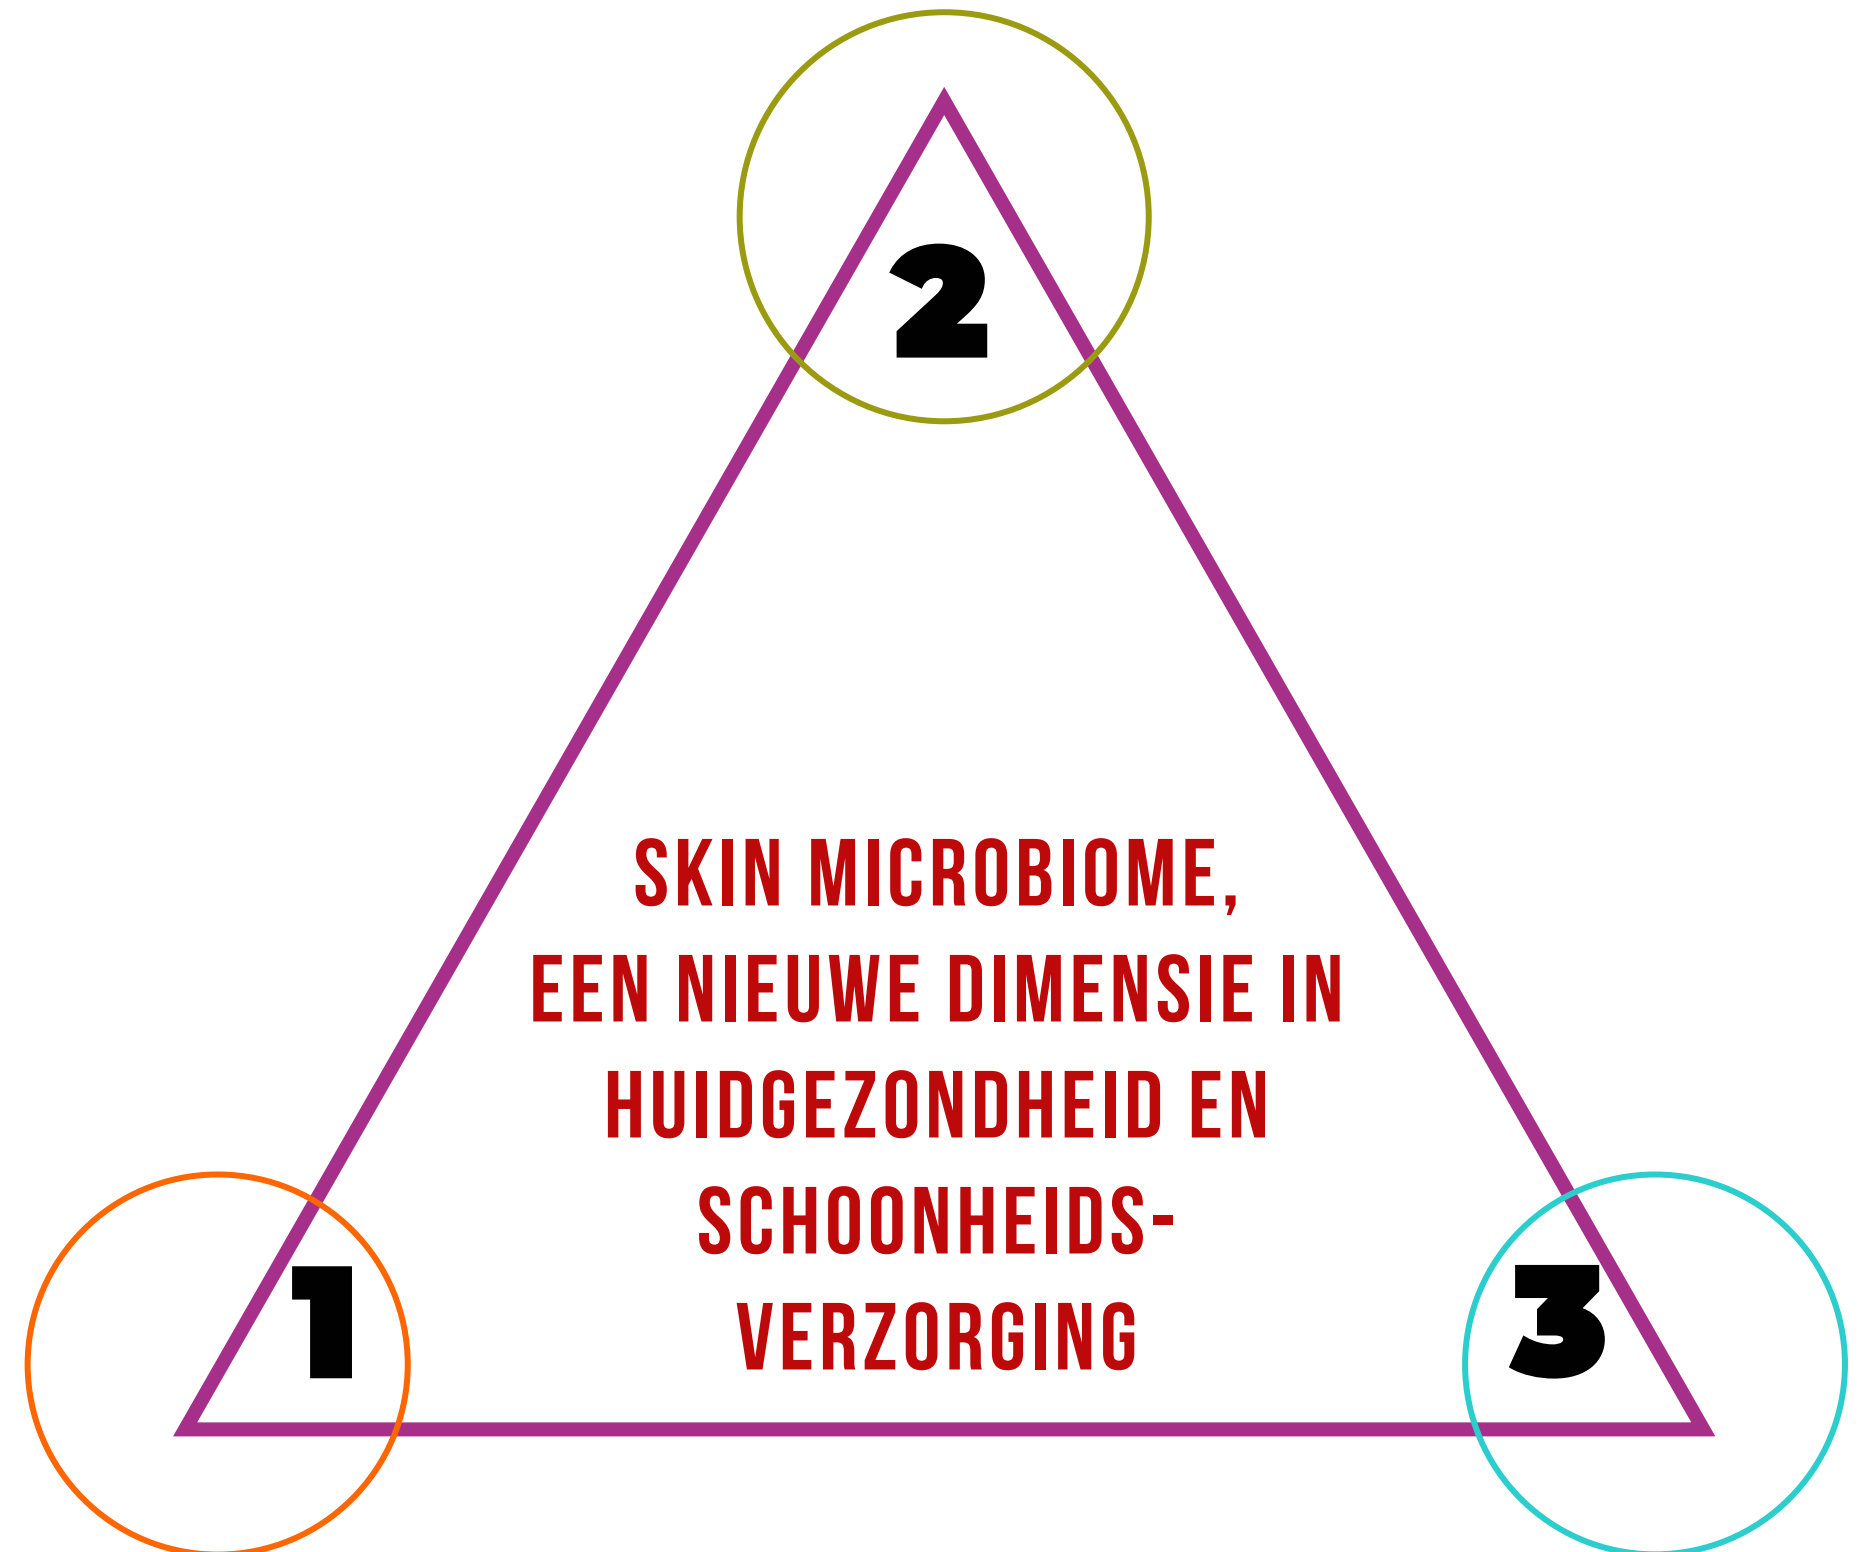 2
SKIN MICROBIOME,
EEN NIEUWE DIMENSIE IN
HUIDGEZONDHEID EN
SCHOONHEIDS-
VERZORGING
1
3